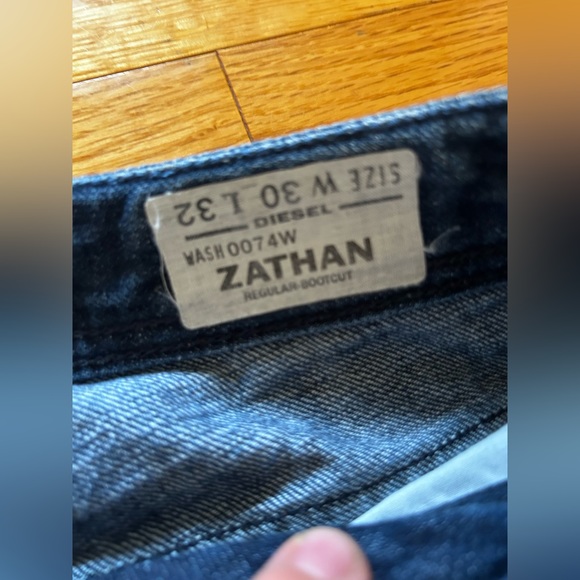 SIZE W 30 L 32
DIESEL
WASH 0074W
ZATHAN
REGULAR-BOOTCUT